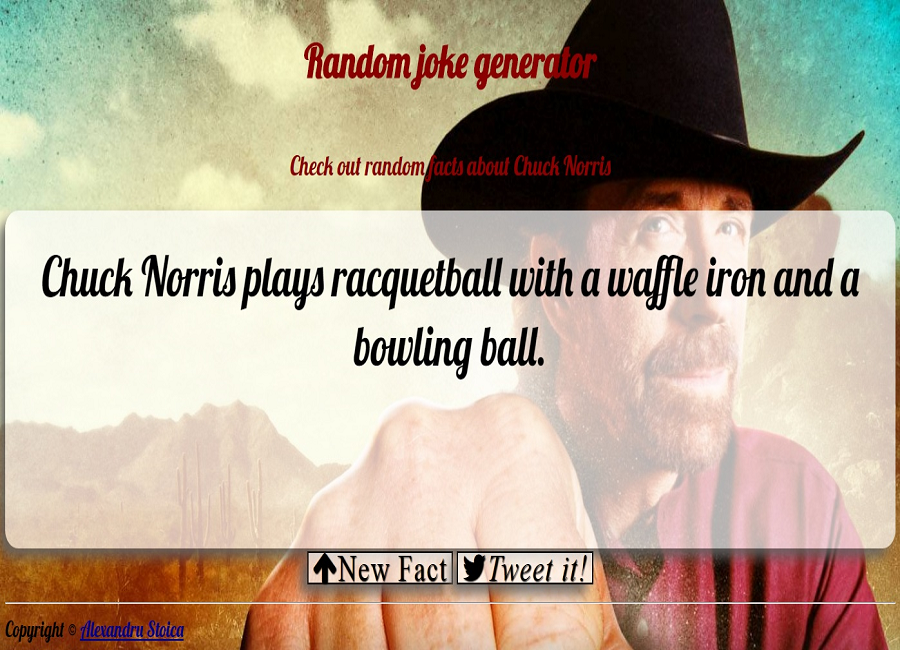 Random joke generator
Check out random facts about Chuck Norris
Chuck Norris plays racquetball with a waffle iron and a
bowling ball.
New Fact Tweet it!
Copyright © Alexandru Stoica